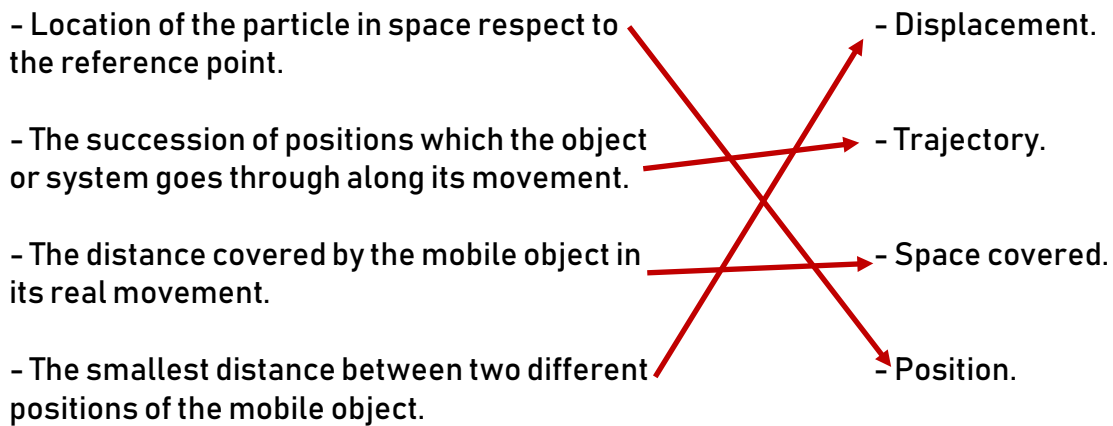 - Location of the particle in space respect to
the reference point.
- Displacement.
- The succession of positions which the object
or system goes through along its movement.
- Trajectory.
- The distance covered by the mobile object in
its real movement.
- Space covered.
- The smallest distance between two different
positions of the mobile object.
- Position.